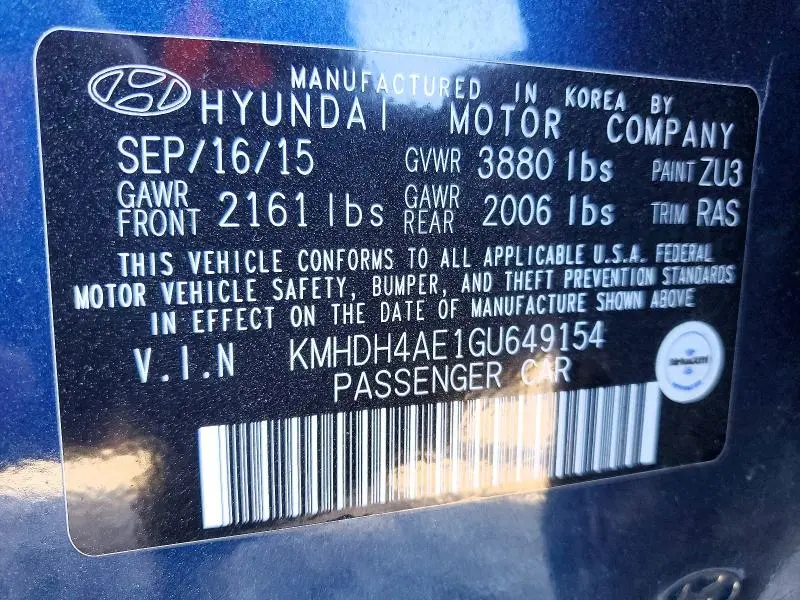 MANUFACTURED IN KOREA BY
HYUNDAI MOTOR COMPANY
SEP/16/15 GVWR 3880 lbs PAINT ZU3
GAWR FRONT 2161 lbs GAWR REAR 2006 lbs TRIM RAS
THIS VEHICLE CONFORMS TO ALL APPLICABLE U.S.A. FEDERAL
MOTOR VEHICLE SAFETY, BUMPER, AND THEFT PREVENTION STANDARDS
IN EFFECT ON THE DATE OF MANUFACTURE SHOWN ABOVE
V.I.N KMHDH4AE1GU649154
PASSENGER CAR